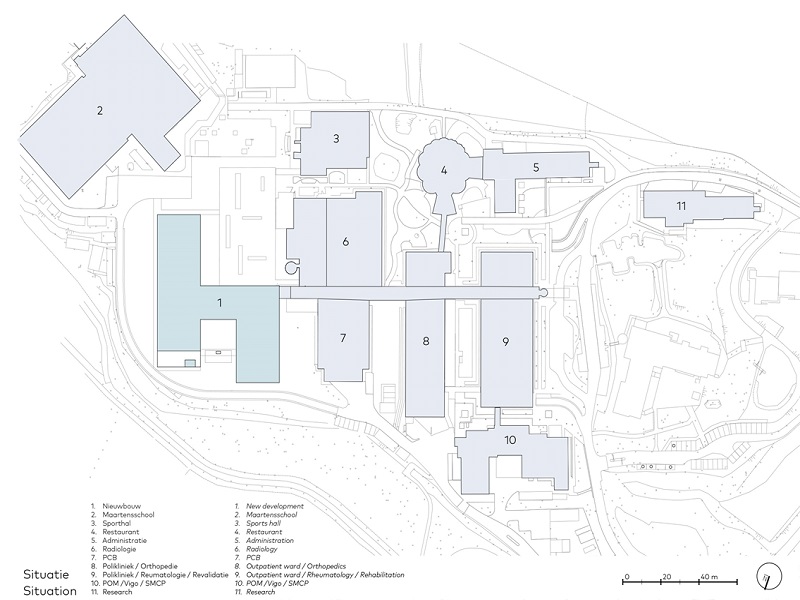 2
3
4
5
11
6
1
7
8
9
10
1. Nieuwbouw
2. Maartensschool
3. Sporthal
4. Restaurant
5. Administratie
6. Radiologie
7. PCB
8. Polikliniek / Orthopedie
9. Polikliniek / Reumatologie / Revalidatie
10. POM / Vigo / SMCP
11. Research
1. New development
2. Maartensschool
3. Sports hall
4. Restaurant
5. Administration
6. Radiology
7. PCB
8. Outpatient ward / Orthopedics
9. Outpatient ward / Rheumatology / Rehabilitation
10. POM / Vigo / SMCP
11. Research
Situatie
Situation
0 20 40 m